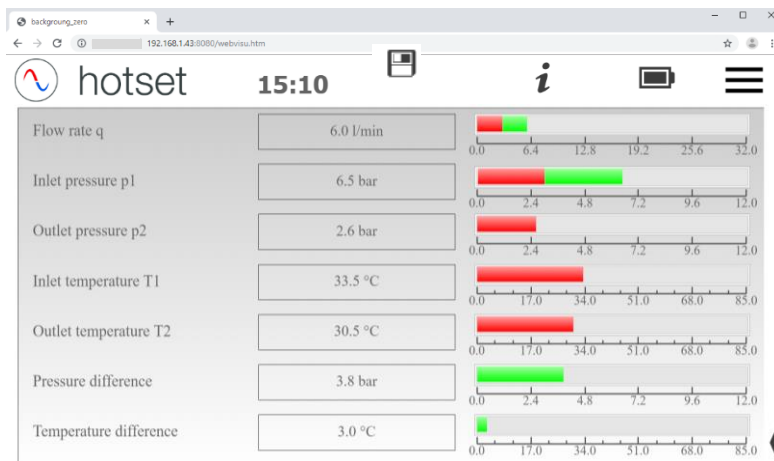 backgroung_zero
192.168.1.43:8080/webvisu.htm
hotset 15:10 i
Flow rate q 6.0 l/min
0.0 6.4 12.8 19.2 25.6 32.0
Inlet pressure p1 6.5 bar
0.0 2.4 4.8 7.2 9.6 12.0
Outlet pressure p2 2.6 bar
0.0 2.4 4.8 7.2 9.6 12.0
Inlet temperature T1 33.5 °C
0.0 17.0 34.0 51.0 68.0 85.0
Outlet temperature T2 30.5 °C
0.0 17.0 34.0 51.0 68.0 85.0
Pressure difference 3.8 bar
0.0 2.4 4.8 7.2 9.6 12.0
Temperature difference 3.0 °C
0.0 17.0 34.0 51.0 68.0 85.0